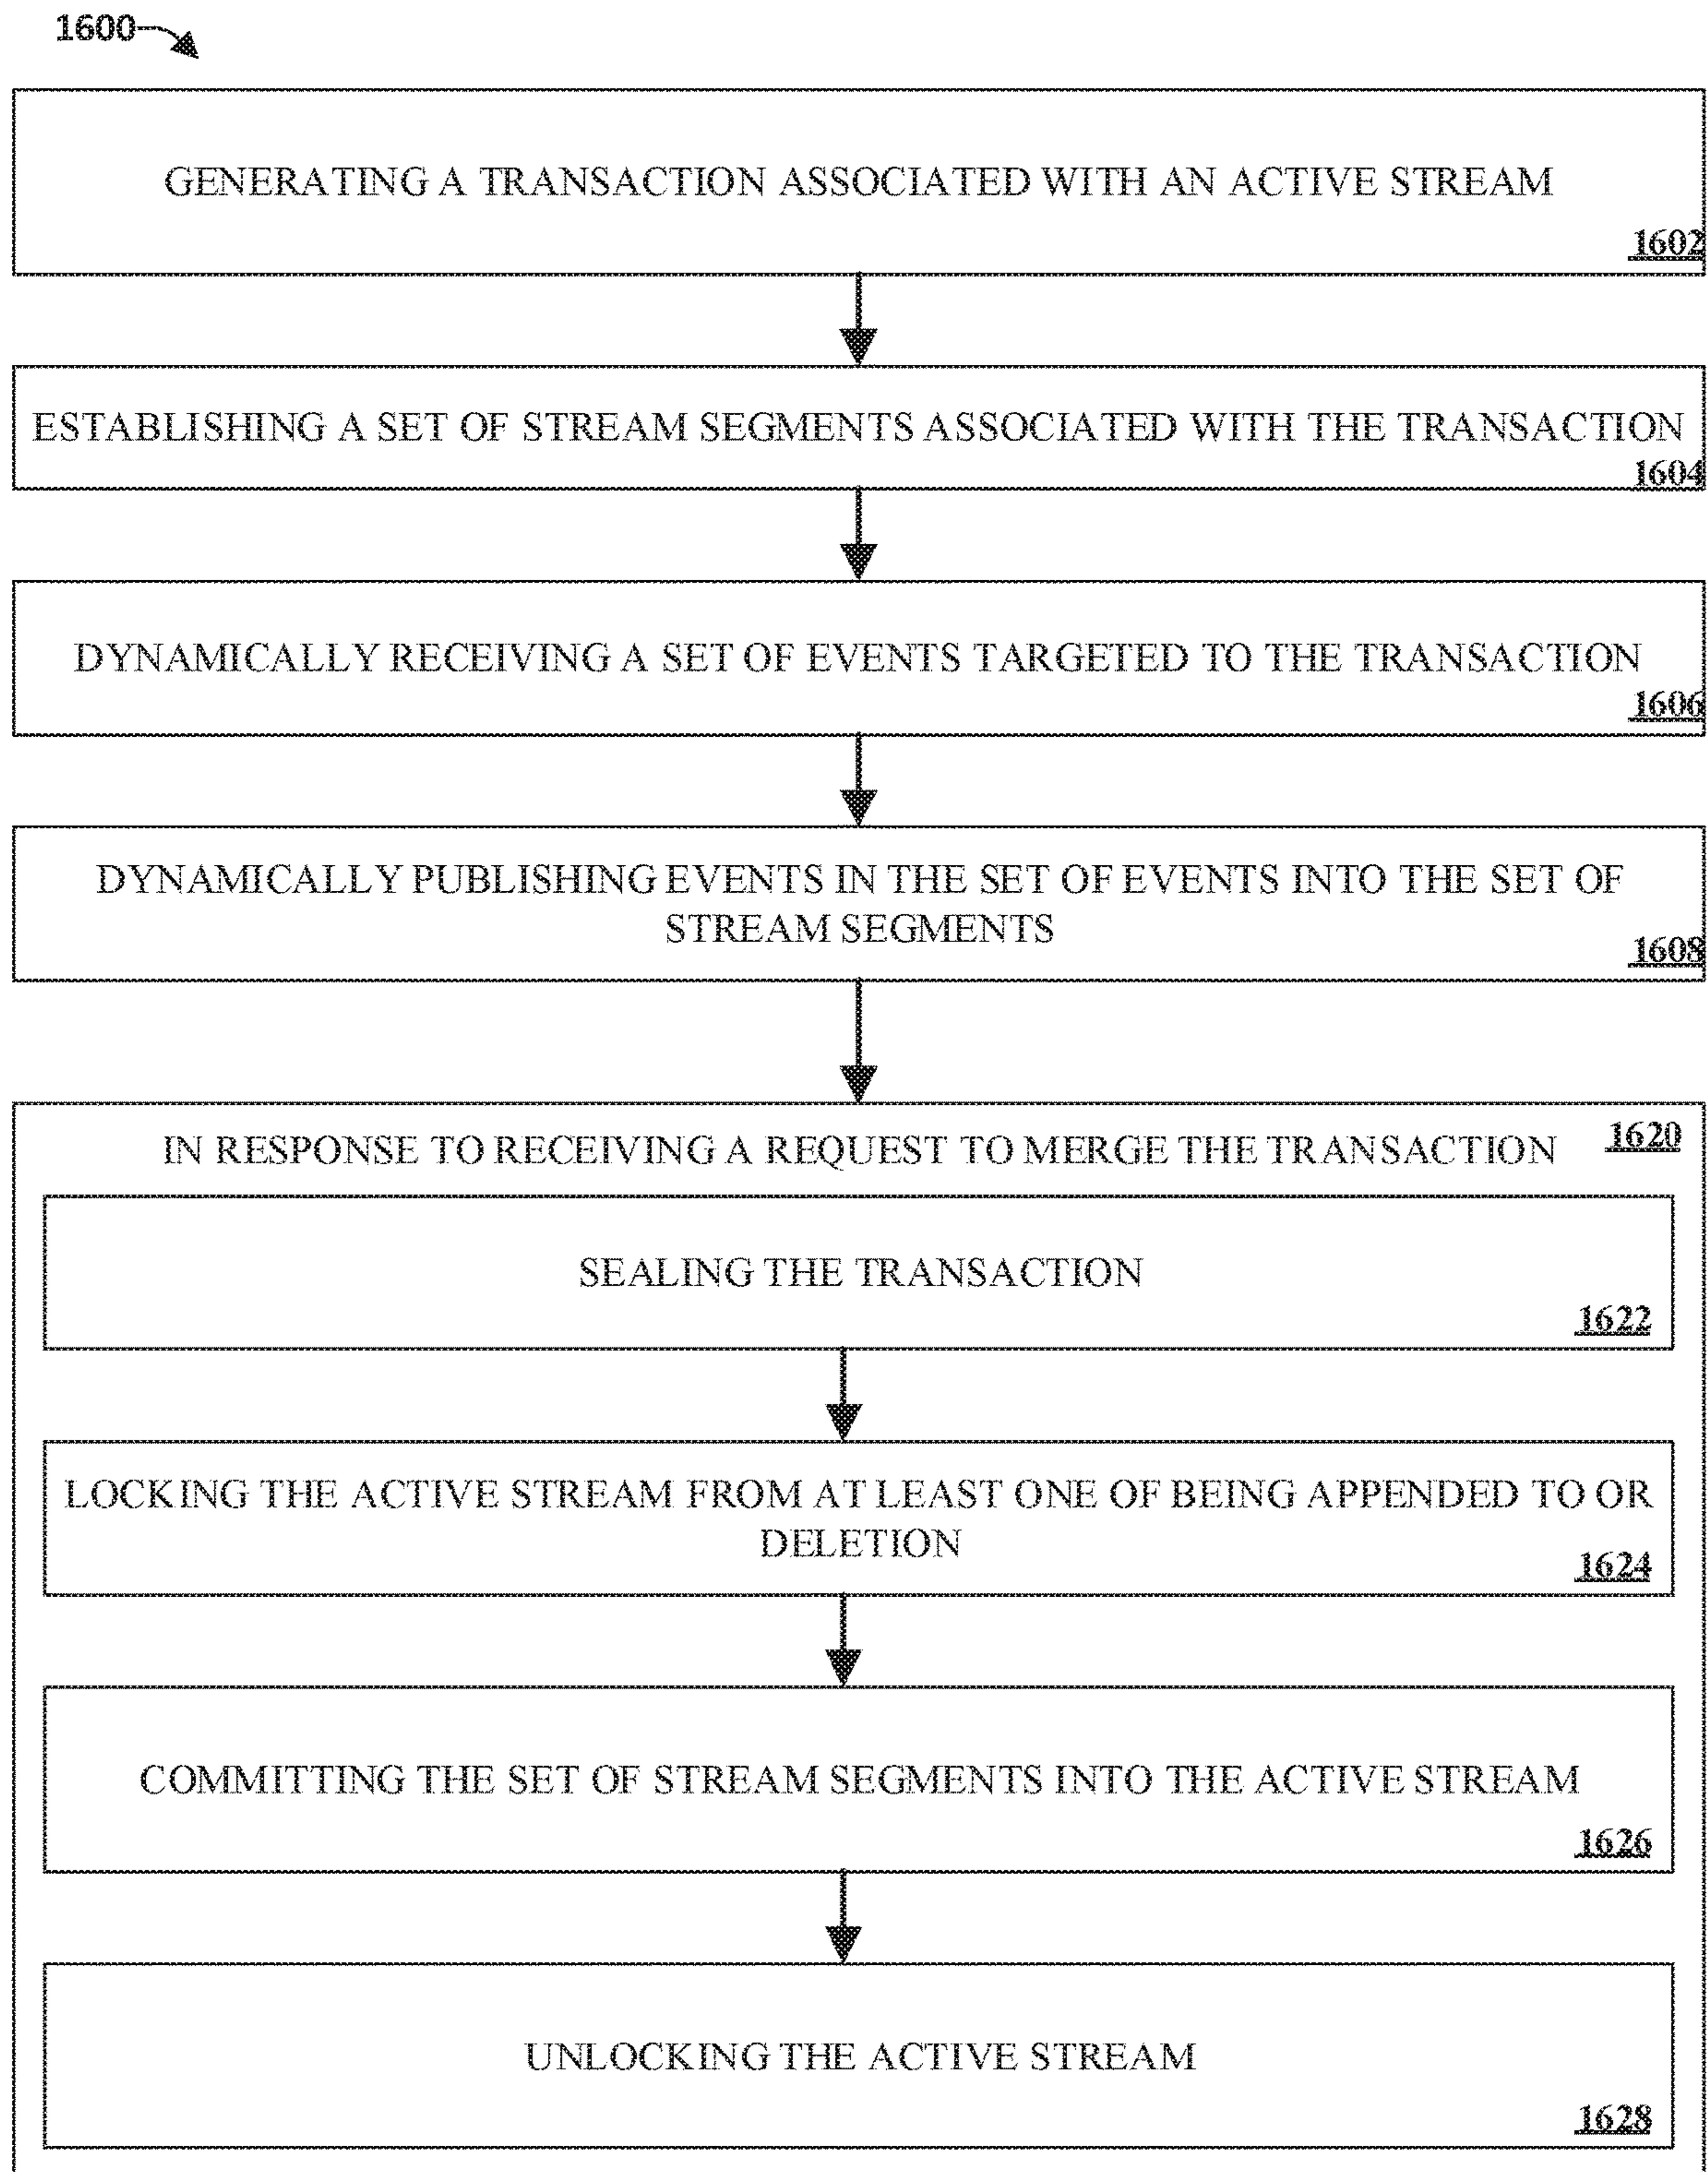 1600
GENERATING A TRANSACTION ASSOCIATED WITH AN ACTIVE STREAM
1602
ESTABLISHING A SET OF STREAM SEGMENTS ASSOCIATED WITH THE TRANSACTION
1604
DYNAMICALLY RECEIVING A SET OF EVENTS TARGETED TO THE TRANSACTION
1606
DYNAMICALLY PUBLISHING EVENTS IN THE SET OF EVENTS INTO THE SET OF
STREAM SEGMENTS
1608
IN RESPONSE TO RECEIVING A REQUEST TO MERGE THE TRANSACTION
1620
SEALING THE TRANSACTION
1622
LOCKING THE ACTIVE STREAM FROM AT LEAST ONE OF BEING APPENDED TO OR
DELETION
1624
COMMITTING THE SET OF STREAM SEGMENTS INTO THE ACTIVE STREAM
1626
UNLOCKING THE ACTIVE STREAM
1628